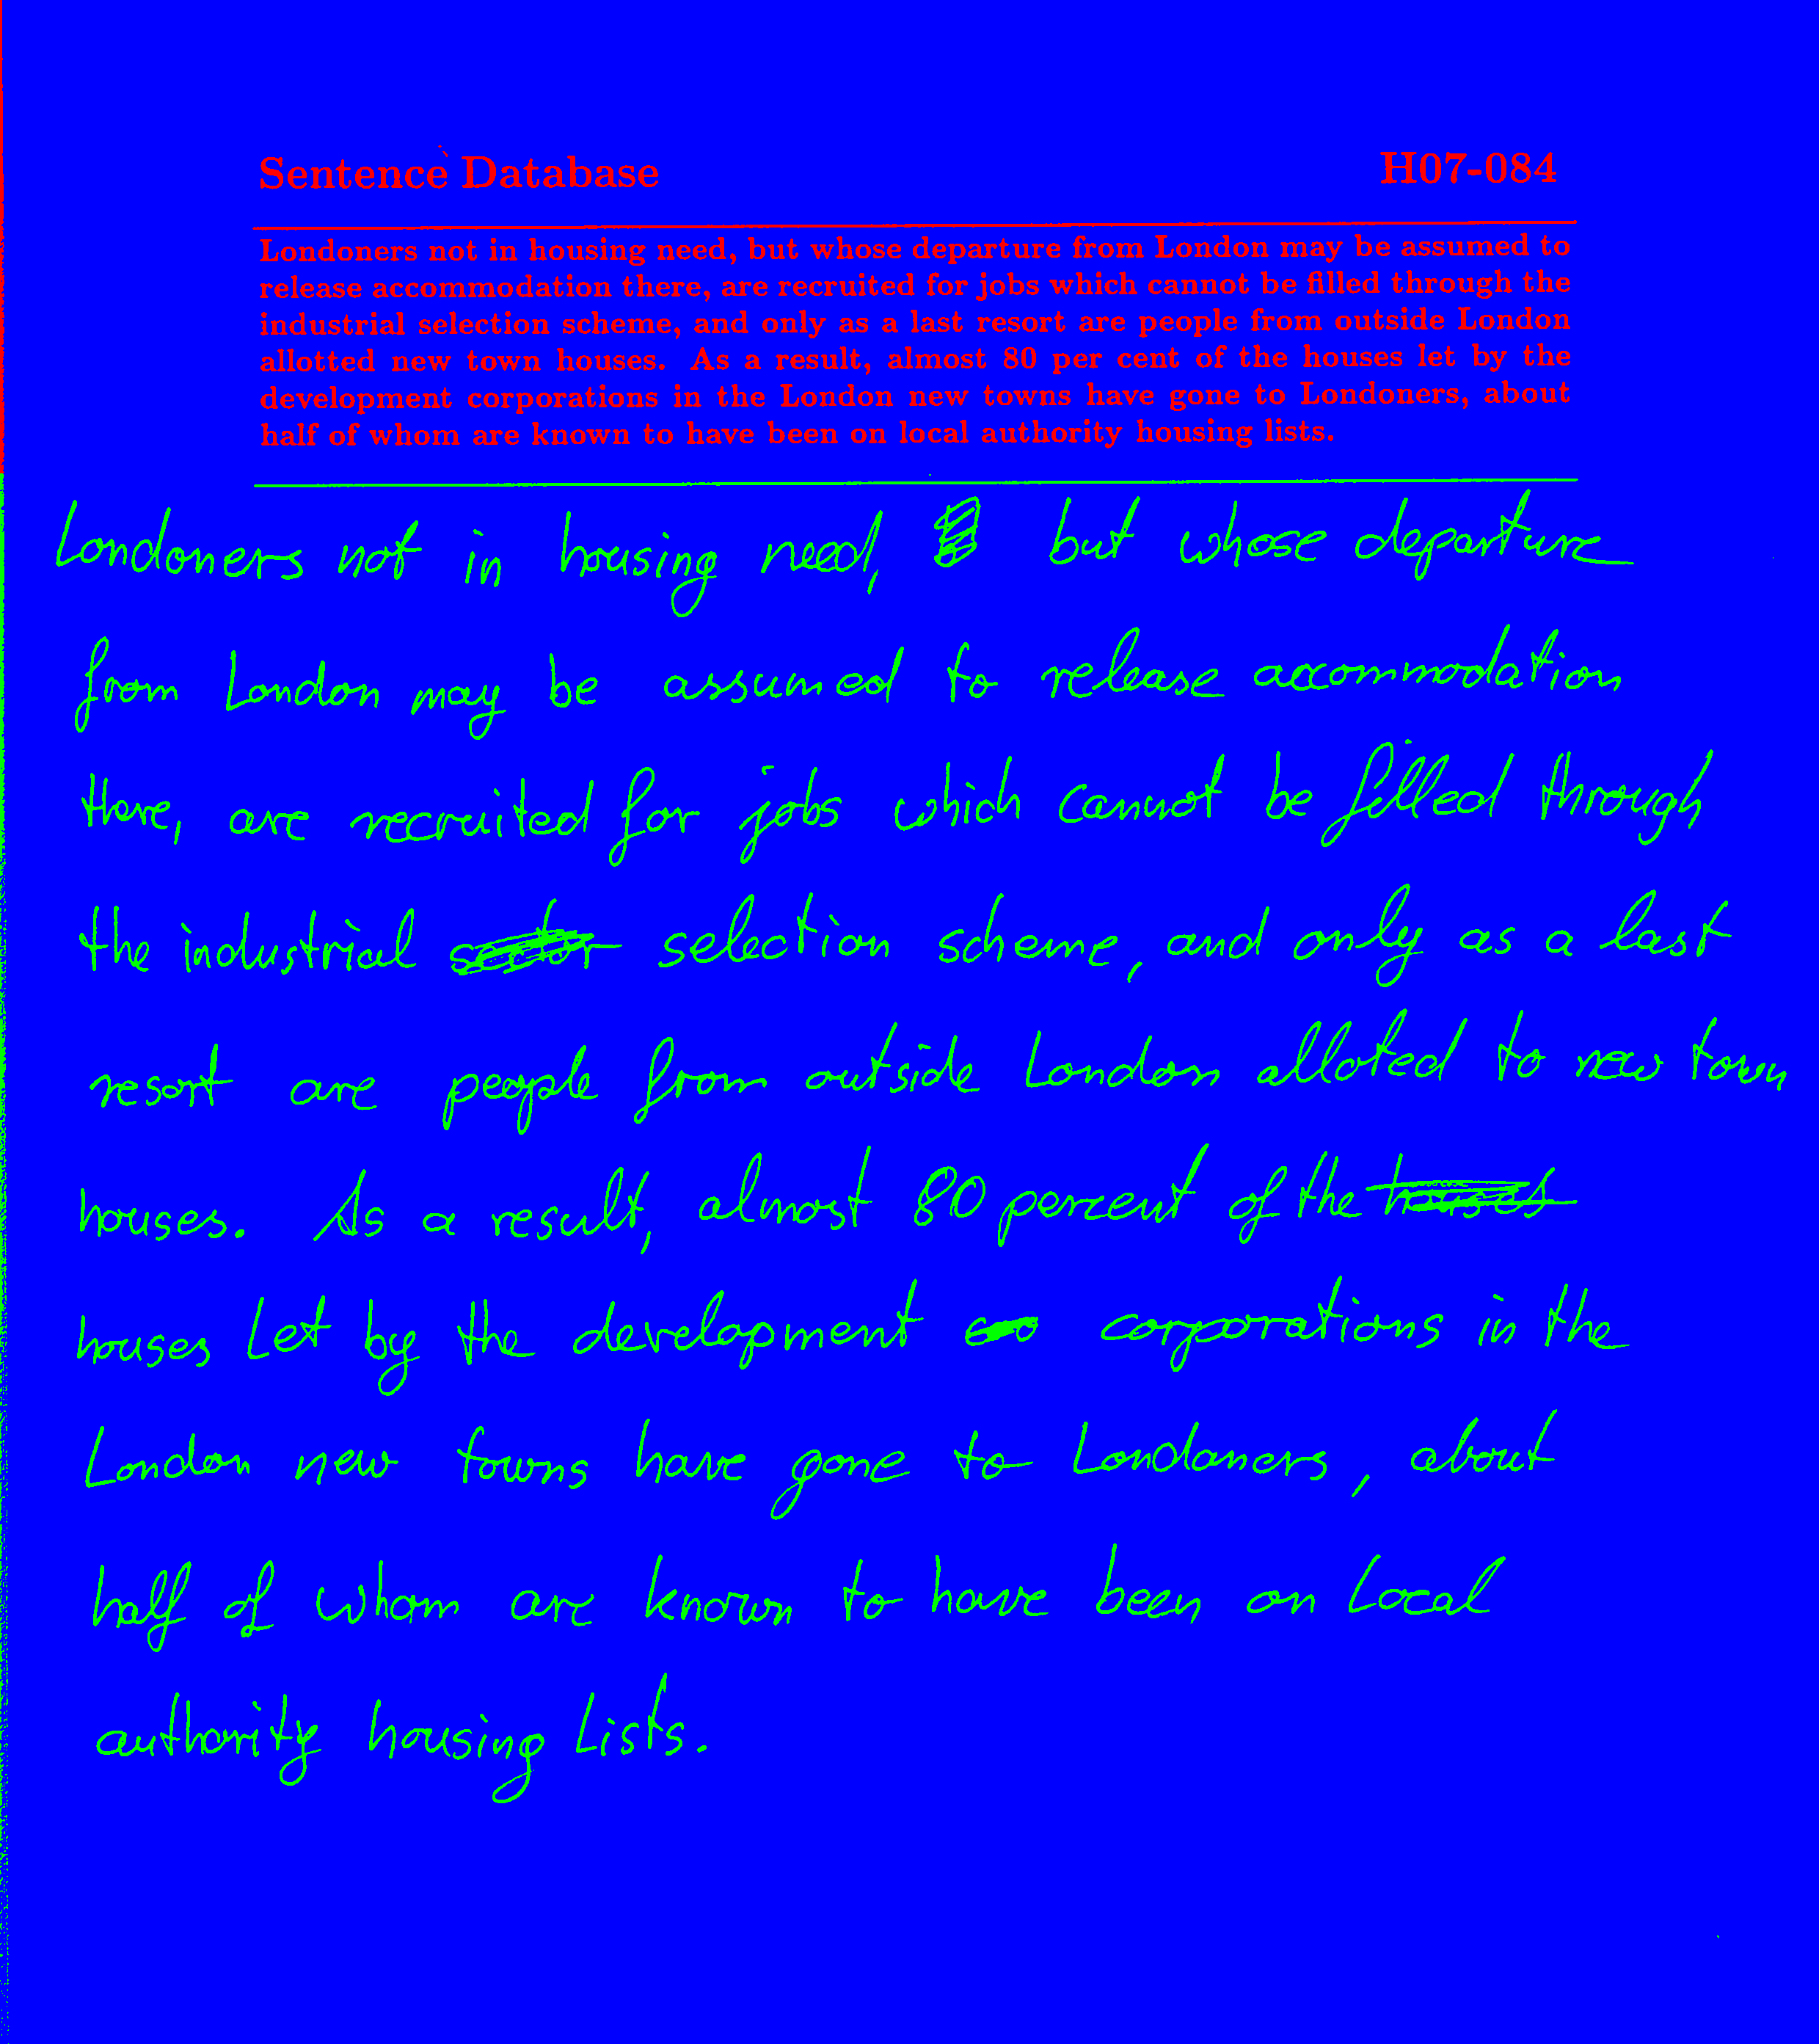 Sentence Database H07-084
Londoners not in housing need, but whose departure from London may be assumed to
release accommodation there, are recruited for jobs which cannot be filled through the
industrial selection scheme, and only as a last resort are people from outside London
allotted new town houses. As a result, almost 80 per cent of the houses let by the
development corporations in the London new towns have gone to Londoners, about
half of whom are known to have been on local authority housing lists.
Londoners not in housing need, but whose departure
from London may be assumed to release accommodation
there, are recruited for jobs which cannot be filled through
the industrial selection scheme, and only as a last
resort are people from outside London alloted to new town
houses. As a result, almost 80 percent of the houses
houses let by the development corporations in the
London new towns have gone to Londoners, about
half of whom are known to have been on local
authority housing lists.